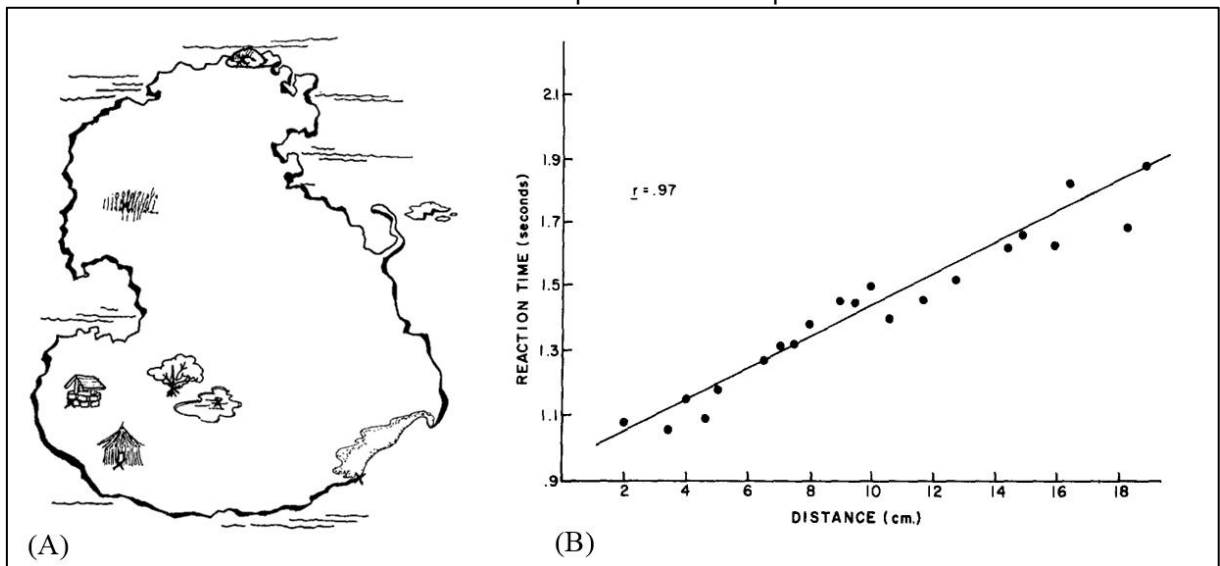 (A)
REACTION TIME (seconds)
2.1
1.9
1.7
1.5
1.3
1.1
.9
r = .97
2 4 6 8 10 12 14 16 18
DISTANCE (cm.)
(B)